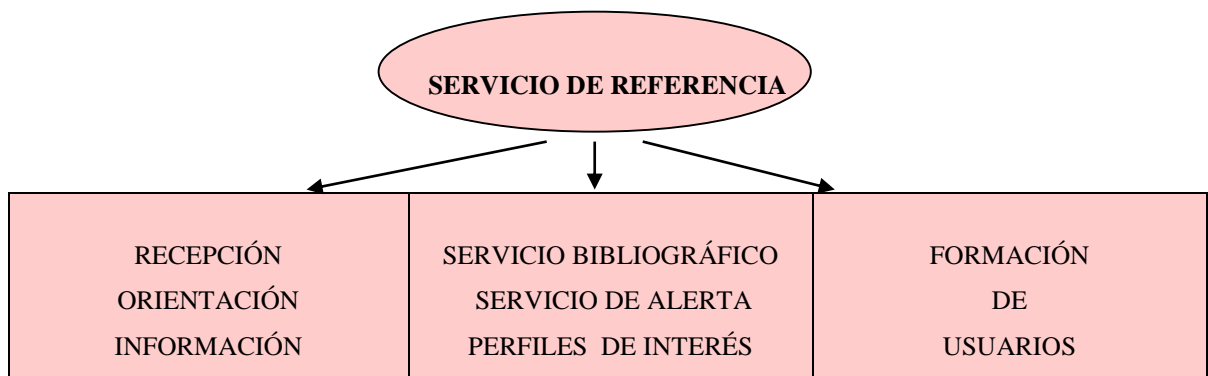 SERVICIO DE REFERENCIA
RECEPCIÓN
ORIENTACIÓN
INFORMACIÓN
SERVICIO BIBLIOGRÁFICO
SERVICIO DE ALERTA
PERFILES DE INTERÉS
FORMACIÓN
DE
USUARIOS